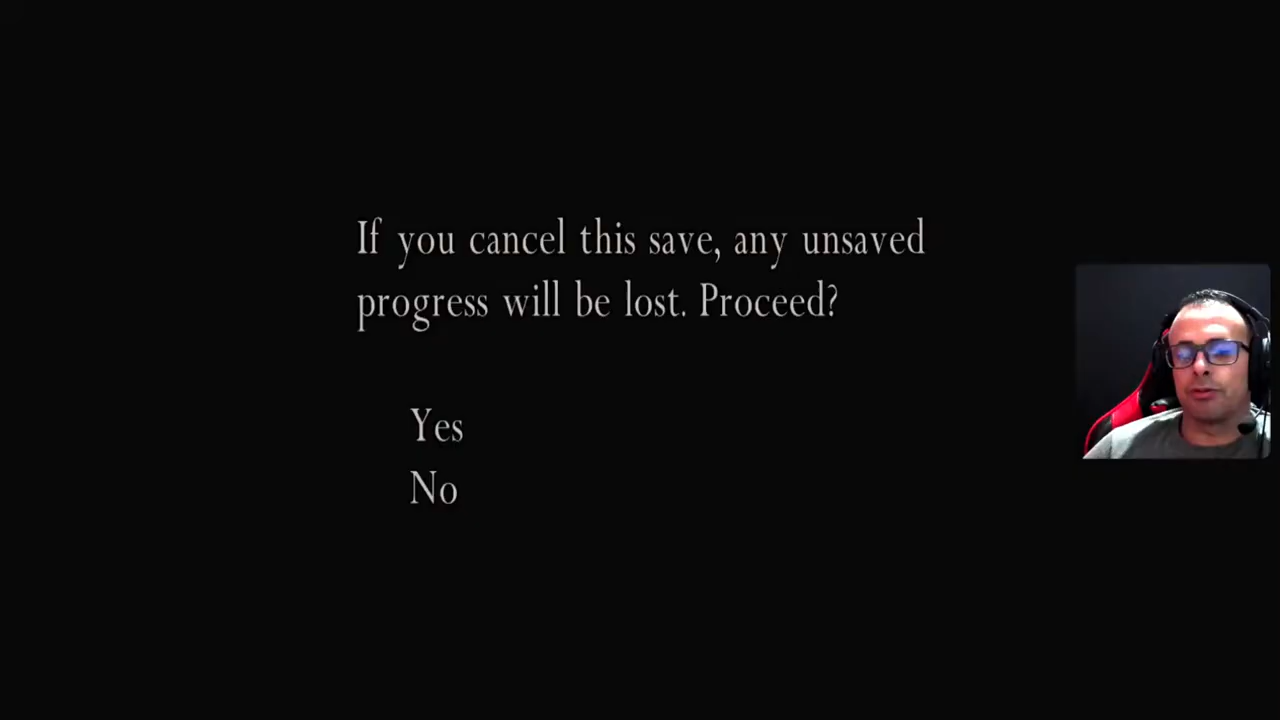 If you cancel this save, any unsaved
progress will be lost. Proceed?
Yes
No